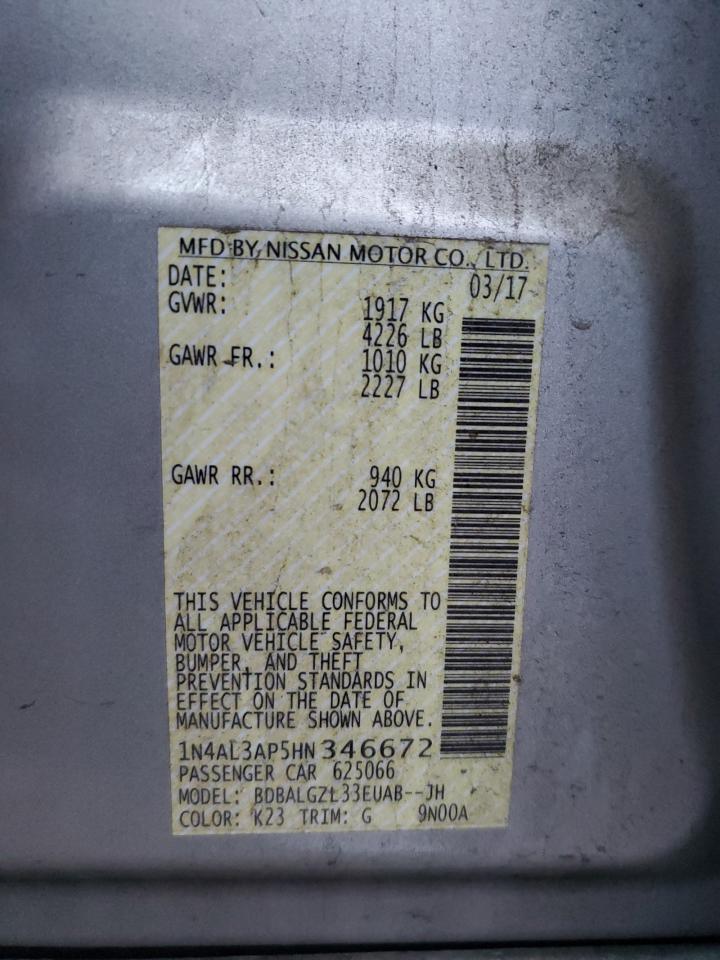 MFD BY NISSAN MOTOR CO., LTD.
DATE: 03/17
GVWR: 1917 KG
4226 LB
GAWR FR.: 1010 KG
2227 LB
GAWR RR.: 940 KG
2072 LB
THIS VEHICLE CONFORMS TO
ALL APPLICABLE FEDERAL
MOTOR VEHICLE SAFETY,
BUMPER, AND THEFT
PREVENTION STANDARDS IN
EFFECT ON THE DATE OF
MANUFACTURE SHOWN ABOVE.
1N4AL3AP5HN346672
PASSENGER CAR 625066
MODEL: BDBALGZL33EUAB--JH
COLOR: K23 TRIM: G 9N00A